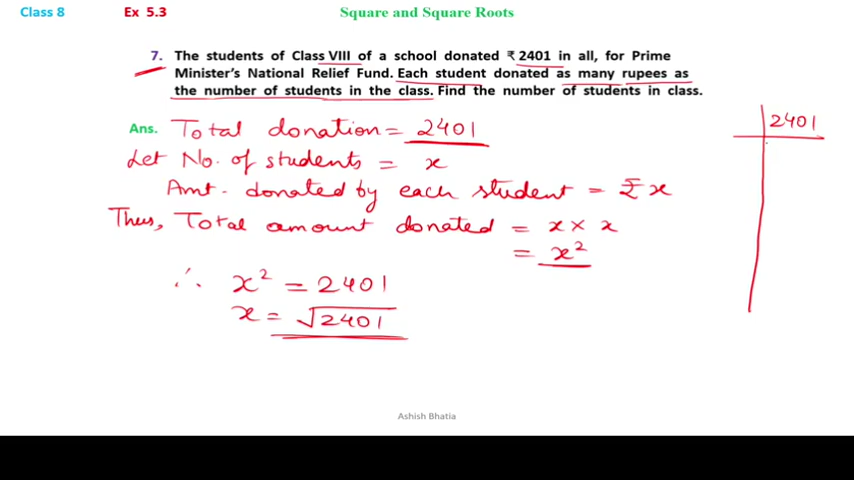 Class 8 Ex 5.3 Square and Square Roots
7. The students of Class VIII of a school donated ₹ 2401 in all, for Prime
Minister's National Relief Fund. Each student donated as many rupees as
the number of students in the class. Find the number of students in class.
Ans. Total donation = 2401
Let No. of students = x
Amt. donated by each student = ₹ x
Thus, Total amount donated = x × x
= x²
∴ x² = 2401
x = √2401
2401
Ashish Bhatia